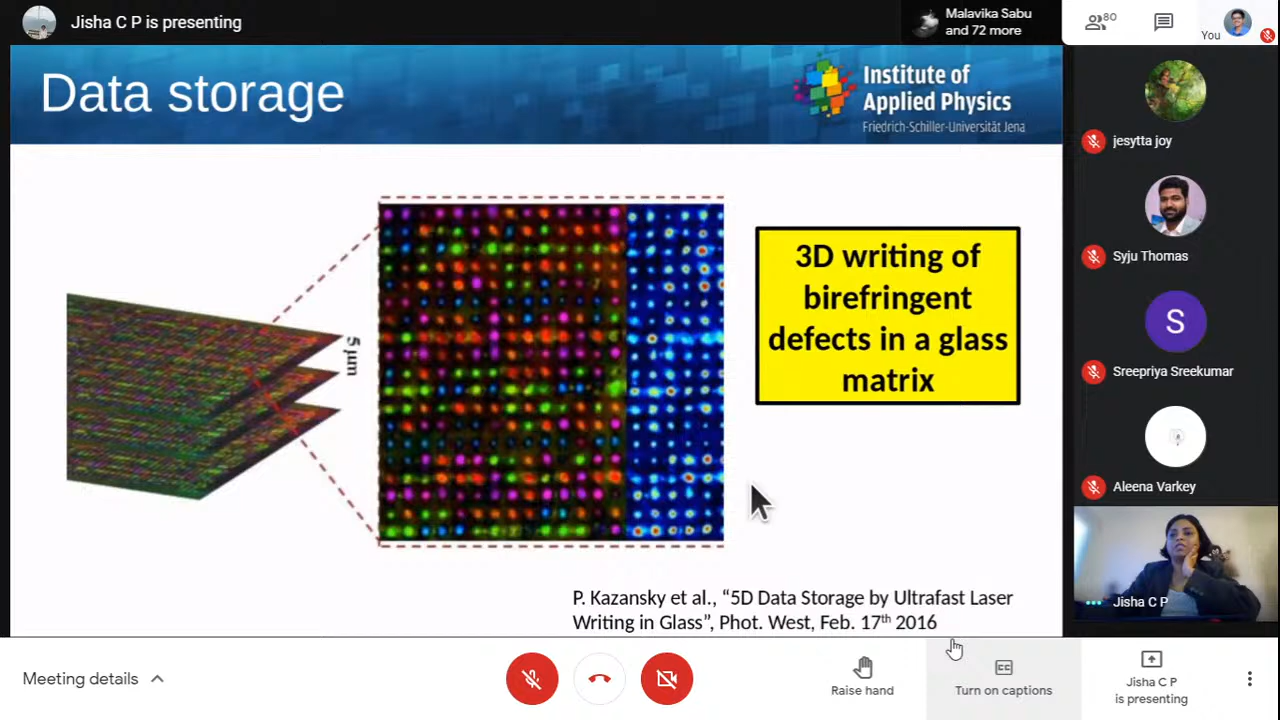 Jisha C P is presenting
Malavika Sabu
and 72 more
80
You
Data storage
Institute of
Applied Physics
Friedrich-Schiller-Universität Jena
5 µm
3D writing of
birefringent
defects in a glass
matrix
P. Kazansky et al., “5D Data Storage by Ultrafast Laser
Writing in Glass”, Phot. West, Feb. 17th 2016
jesytta joy
Syju Thomas
S
Sreepriya Sreekumar
Aleena Varkey
Jisha C P
Meeting details
Raise hand
Turn on captions
Jisha C P
is presenting